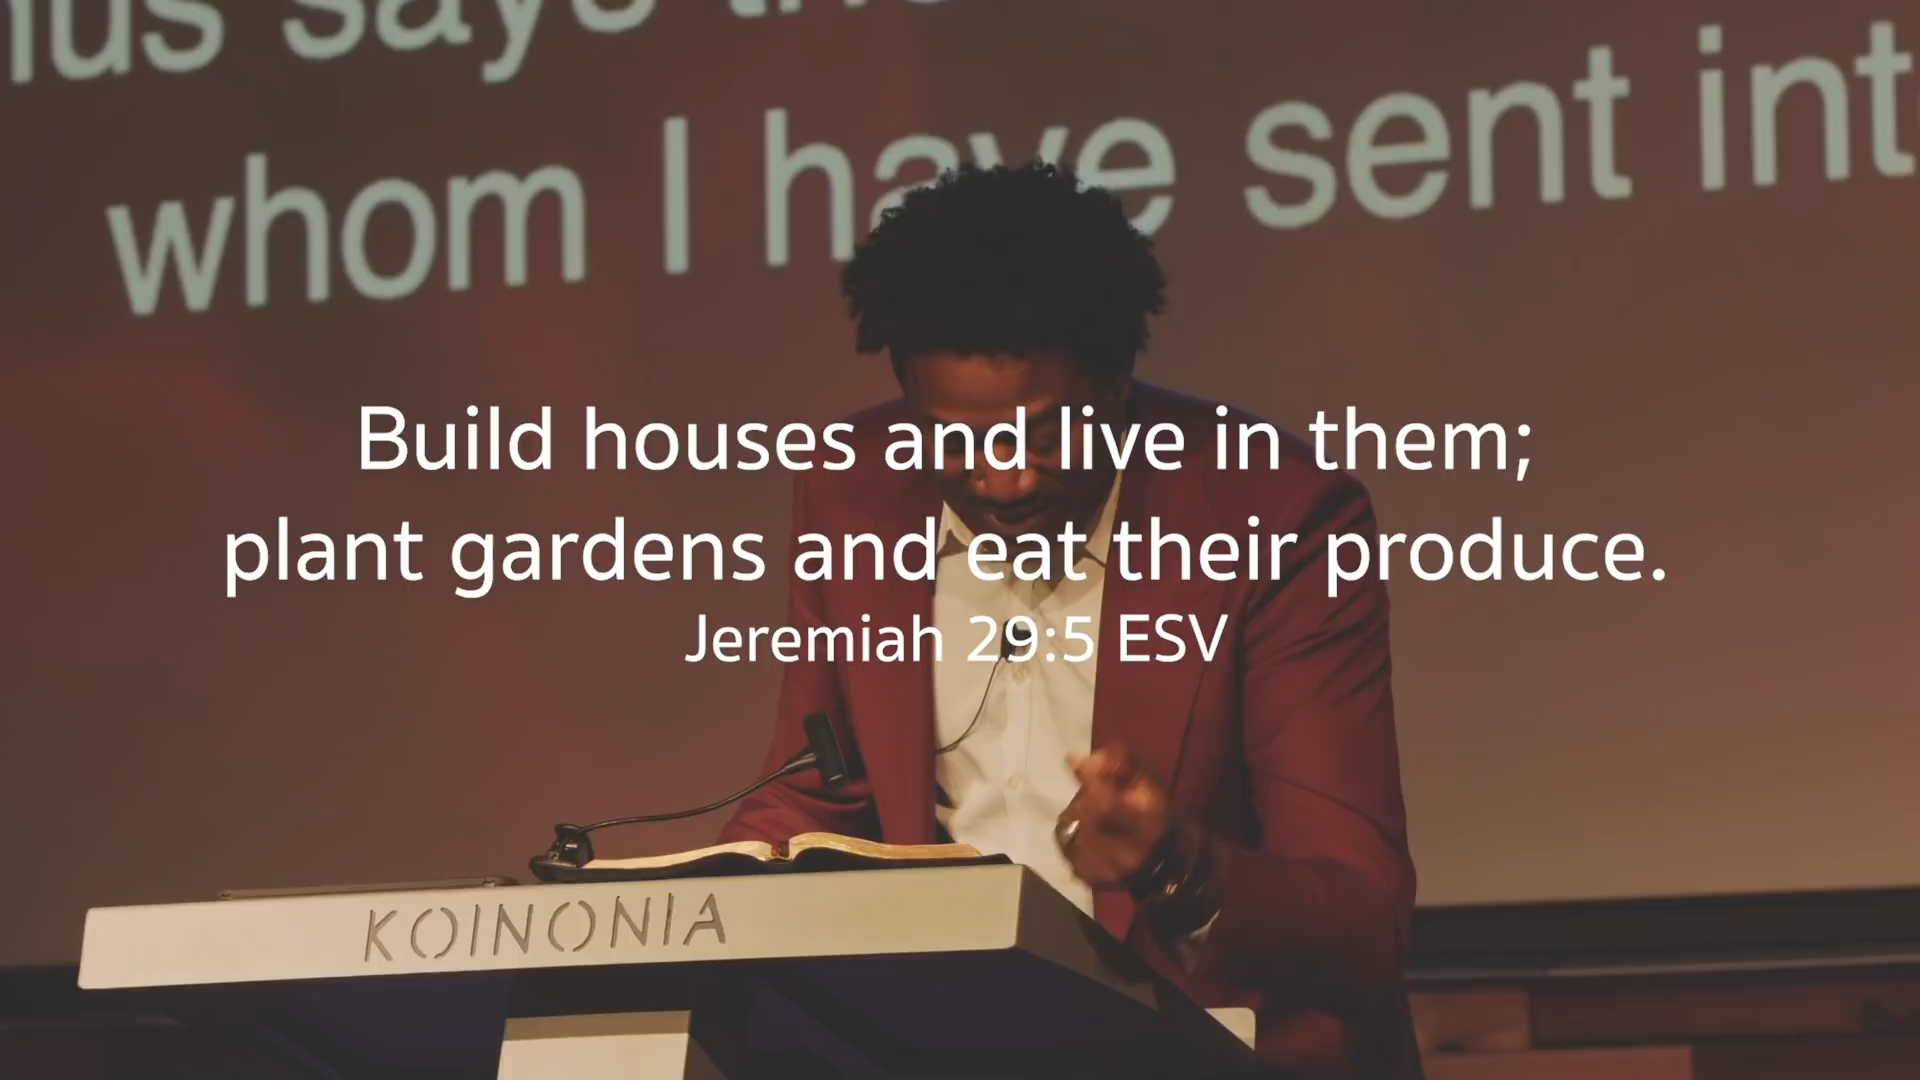 says
whom I have sent
Build houses and live in them;
plant gardens and eat their produce.
Jeremiah 29:5 ESV
KOINONIA